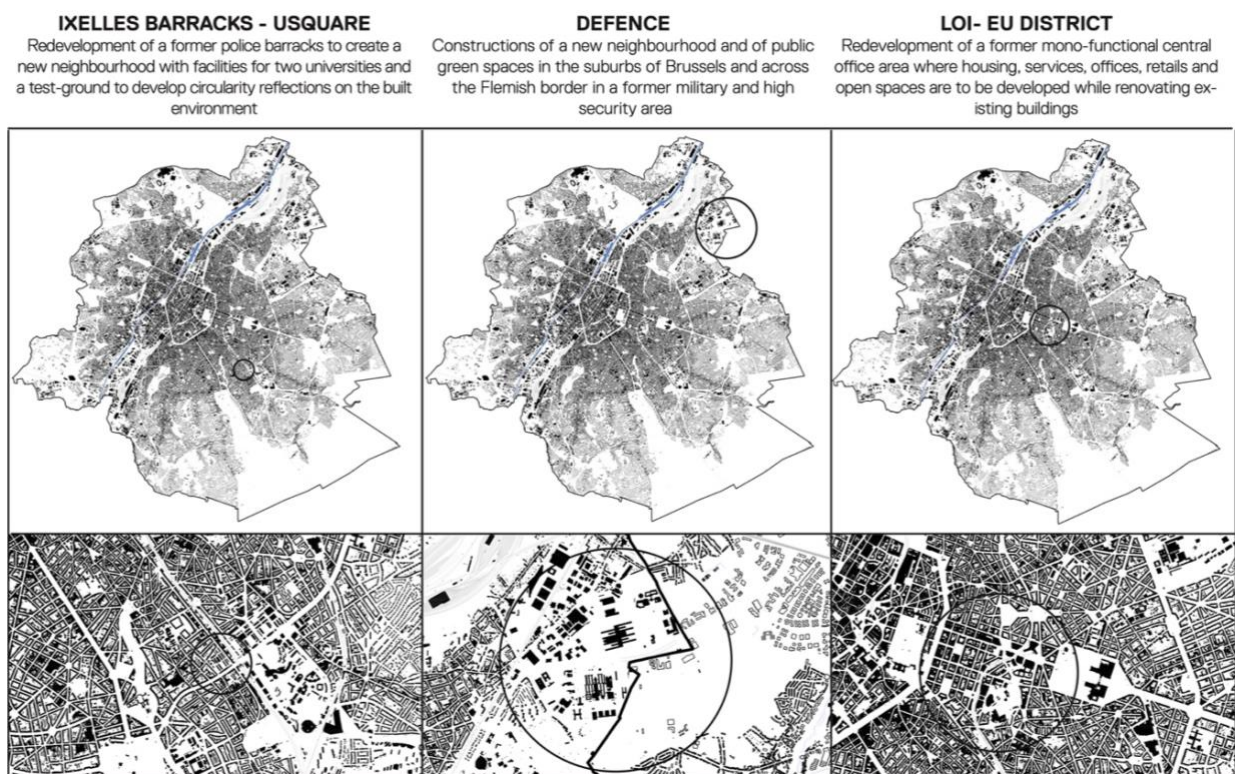 IXELLES BARRACKS - USQUARE
Redevelopment of a former police barracks to create a
new neighbourhood with facilities for two universities and
a test-ground to develop circularity reflections on the built
environment
DEFENCE
Constructions of a new neighbourhood and of public
green spaces in the suburbs of Brussels and across
the Flemish border in a former military and high
security area
LOI- EU DISTRICT
Redevelopment of a former mono-functional central
office area where housing, services, offices, retails and
open spaces are to be developed while renovating ex-
isting buildings